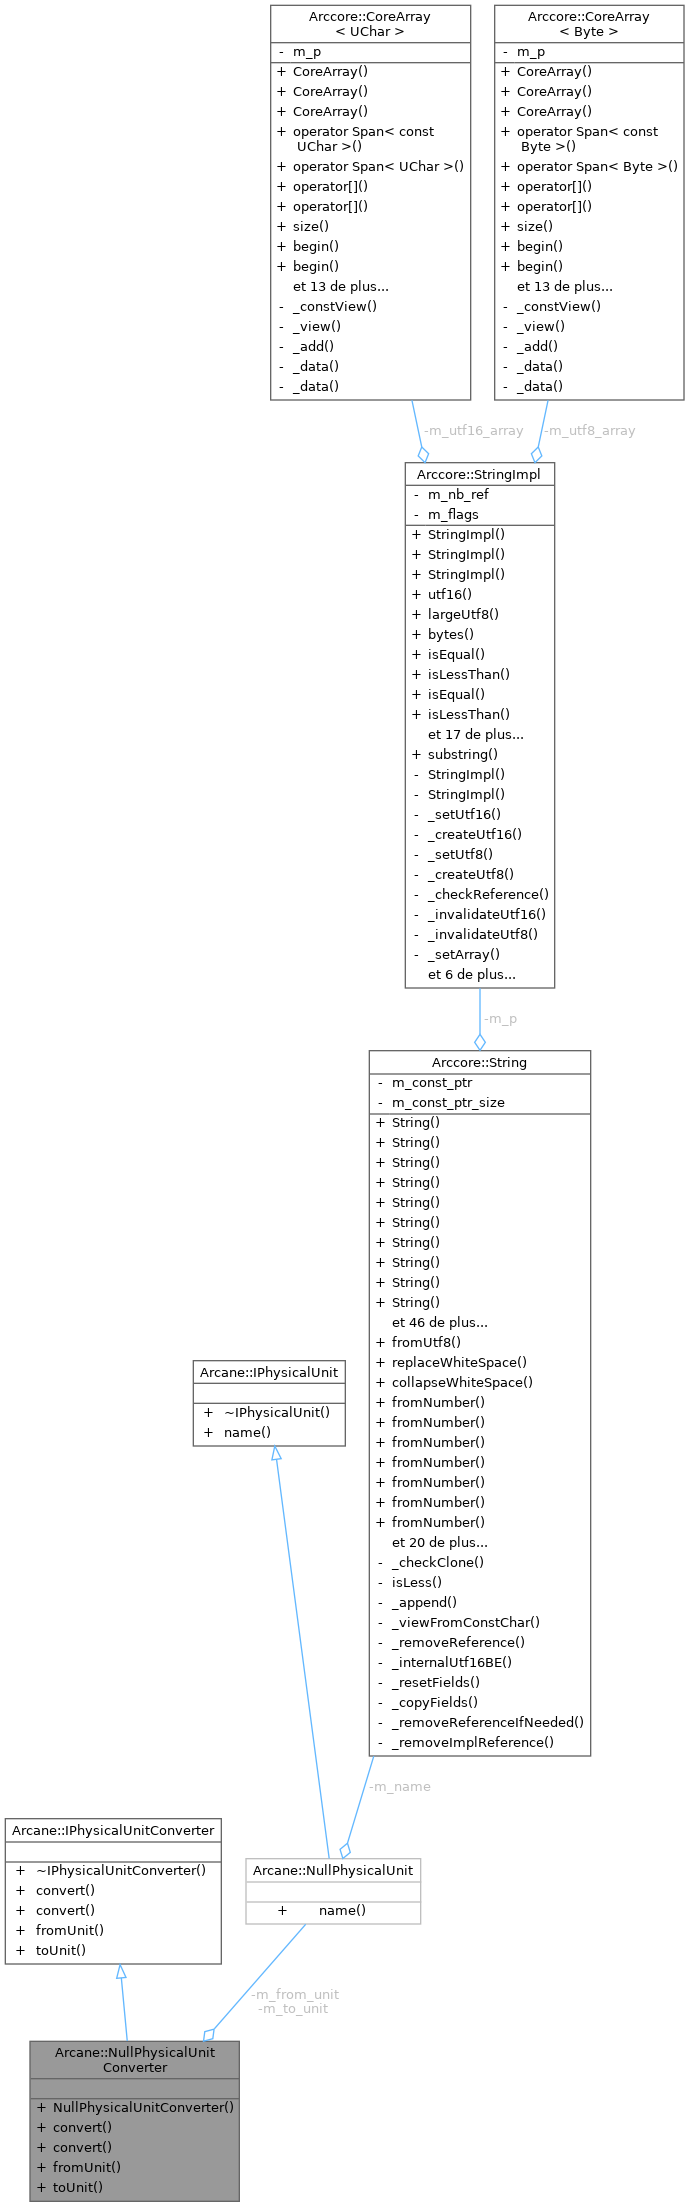 Arccore::CoreArray
< UChar >
- m_p
+ CoreArray()
+ CoreArray()
+ CoreArray()
+ operator Span< const
UChar >()
+ operator Span< UChar >()
+ operator[]()
+ operator[]()
+ size()
+ begin()
+ begin()
et 13 de plus...
- _constView()
- _view()
- _add()
- _data()
- _data()
Arccore::CoreArray
< Byte >
- m_p
+ CoreArray()
+ CoreArray()
+ CoreArray()
+ operator Span< const
Byte >()
+ operator Span< Byte >()
+ operator[]()
+ operator[]()
+ size()
+ begin()
+ begin()
et 13 de plus...
- _constView()
- _view()
- _add()
- _data()
- _data()
-m_utf16_array
-m_utf8_array
Arccore::StringImpl
- m_nb_ref
- m_flags
+ StringImpl()
+ StringImpl()
+ StringImpl()
+ utf16()
+ largeUtf8()
+ bytes()
+ isEqual()
+ isLessThan()
+ isEqual()
+ isLessThan()
et 17 de plus...
+ substring()
- StringImpl()
- StringImpl()
- _setUtf16()
- _createUtf16()
- _setUtf8()
- _createUtf8()
- _checkReference()
- _invalidateUtf16()
- _invalidateUtf8()
- _setArray()
et 6 de plus...
-m_p
Arccore::String
- m_const_ptr
- m_const_ptr_size
+ String()
+ String()
+ String()
+ String()
+ String()
+ String()
+ String()
+ String()
+ String()
+ String()
et 46 de plus...
+ fromUtf8()
+ replaceWhiteSpace()
+ collapseWhiteSpace()
+ fromNumber()
+ fromNumber()
+ fromNumber()
+ fromNumber()
+ fromNumber()
+ fromNumber()
+ fromNumber()
et 20 de plus...
- _checkClone()
- isLess()
- _append()
- _viewFromConstChar()
- _removeReference()
- _internalUtf16BE()
- _resetFields()
- _copyFields()
- _removeReferenceIfNeeded()
- _removeImplReference()
Arcane::IPhysicalUnit
+ ~IPhysicalUnit()
+ name()
-m_name
Arcane::IPhysicalUnitConverter
+ ~IPhysicalUnitConverter()
+ convert()
+ convert()
+ fromUnit()
+ toUnit()
Arcane::NullPhysicalUnit
+ name()
-m_from_unit
-m_to_unit
Arcane::NullPhysicalUnit
Converter
+ NullPhysicalUnitConverter()
+ convert()
+ convert()
+ fromUnit()
+ toUnit()